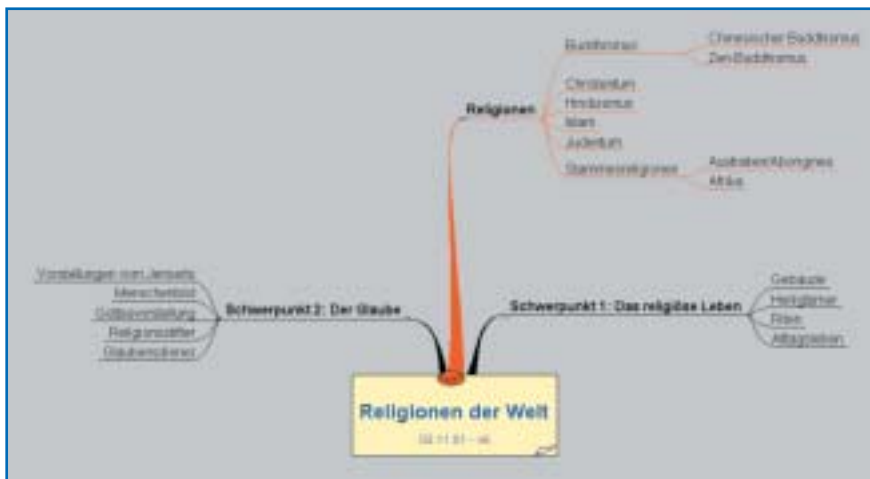 Buddhismus
Chinesischer Buddhismus
Zen-Buddhismus
Religionen
Christentum
Hinduismus
Islam
Judentum
Stammesreligionen
Australien/Aborigines
Afrika
Vorstellungen vom Jenseits
Menschenbild
Gottesvorstellung
Religionsstifter
Schwerpunkt 2: Der Glaube
Schwerpunkt 1: Das religiöse Leben
Gebäude
Heiligtümer
Riten
Alltagsleben
Religionen der Welt